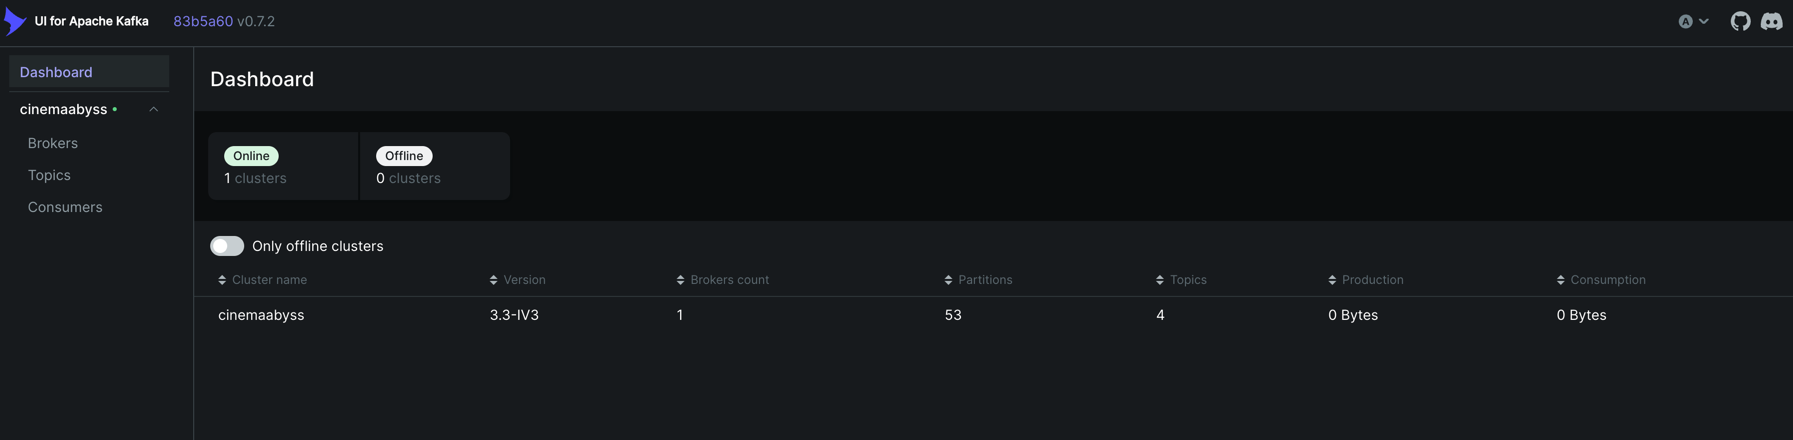 UI for Apache Kafka 83b5a60 v0.7.2 A
Dashboard
cinemaabyss
Brokers
Topics
Consumers
Dashboard
Online Offline
1 clusters 0 clusters
Only offline clusters
Cluster name Version Brokers count Partitions Topics Production Consumption
cinemaabyss 3.3-IV3 1 53 4 0 Bytes 0 Bytes